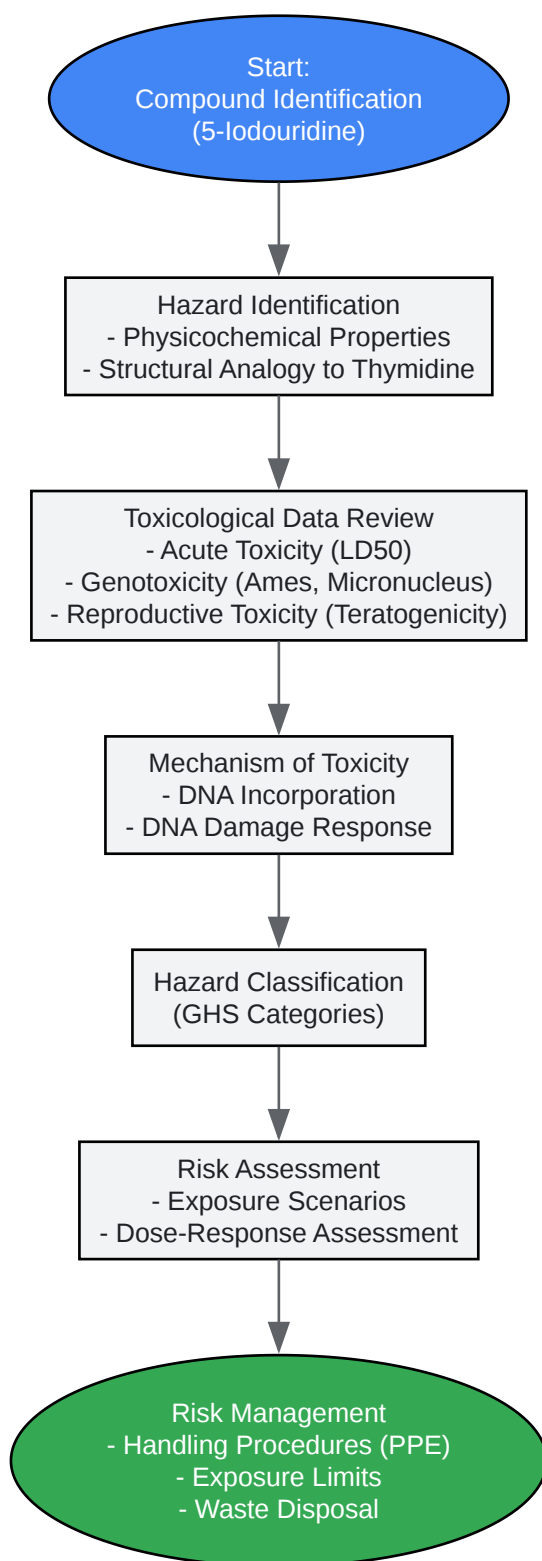 Start:
Compound Identification
(5-Iodouridine)
Hazard Identification
- Physicochemical Properties
- Structural Analogy to Thymidine
Toxicological Data Review
- Acute Toxicity (LD50)
- Genotoxicity (Ames, Micronucleus)
- Reproductive Toxicity (Teratogenicity)
Mechanism of Toxicity
- DNA Incorporation
- DNA Damage Response
Hazard Classification
(GHS Categories)
Risk Assessment
- Exposure Scenarios
- Dose-Response Assessment
Risk Management
- Handling Procedures (PPE)
- Exposure Limits
- Waste Disposal